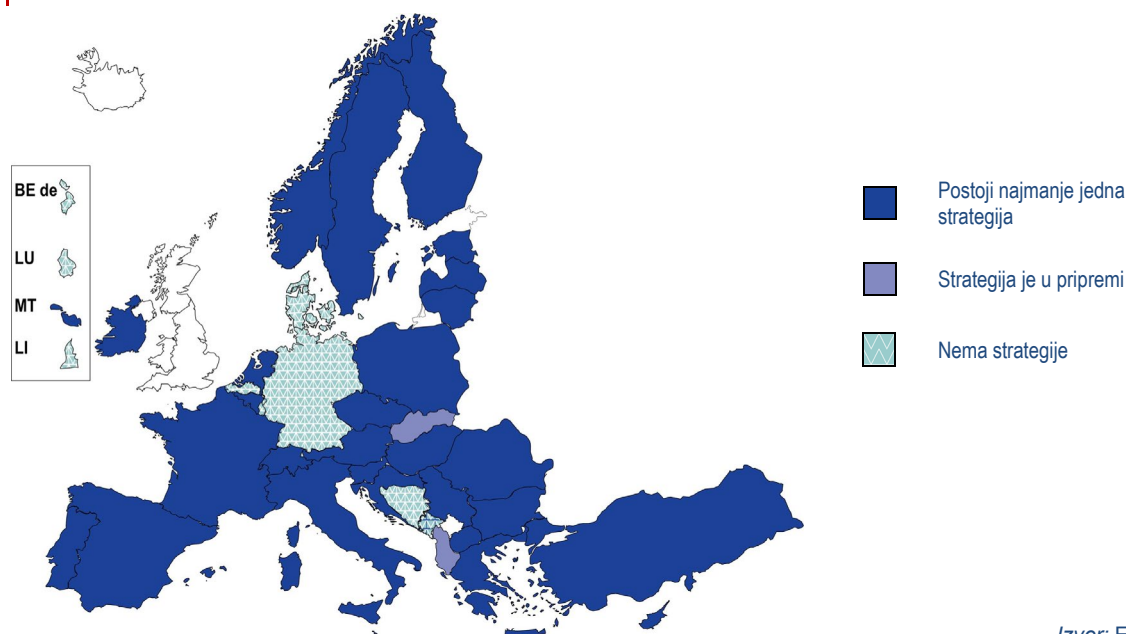 BE de
LU
MT
LI
Postoji najmanje jedna
strategija
Strategija je u pripremi
Nema strategije
Izvor: E